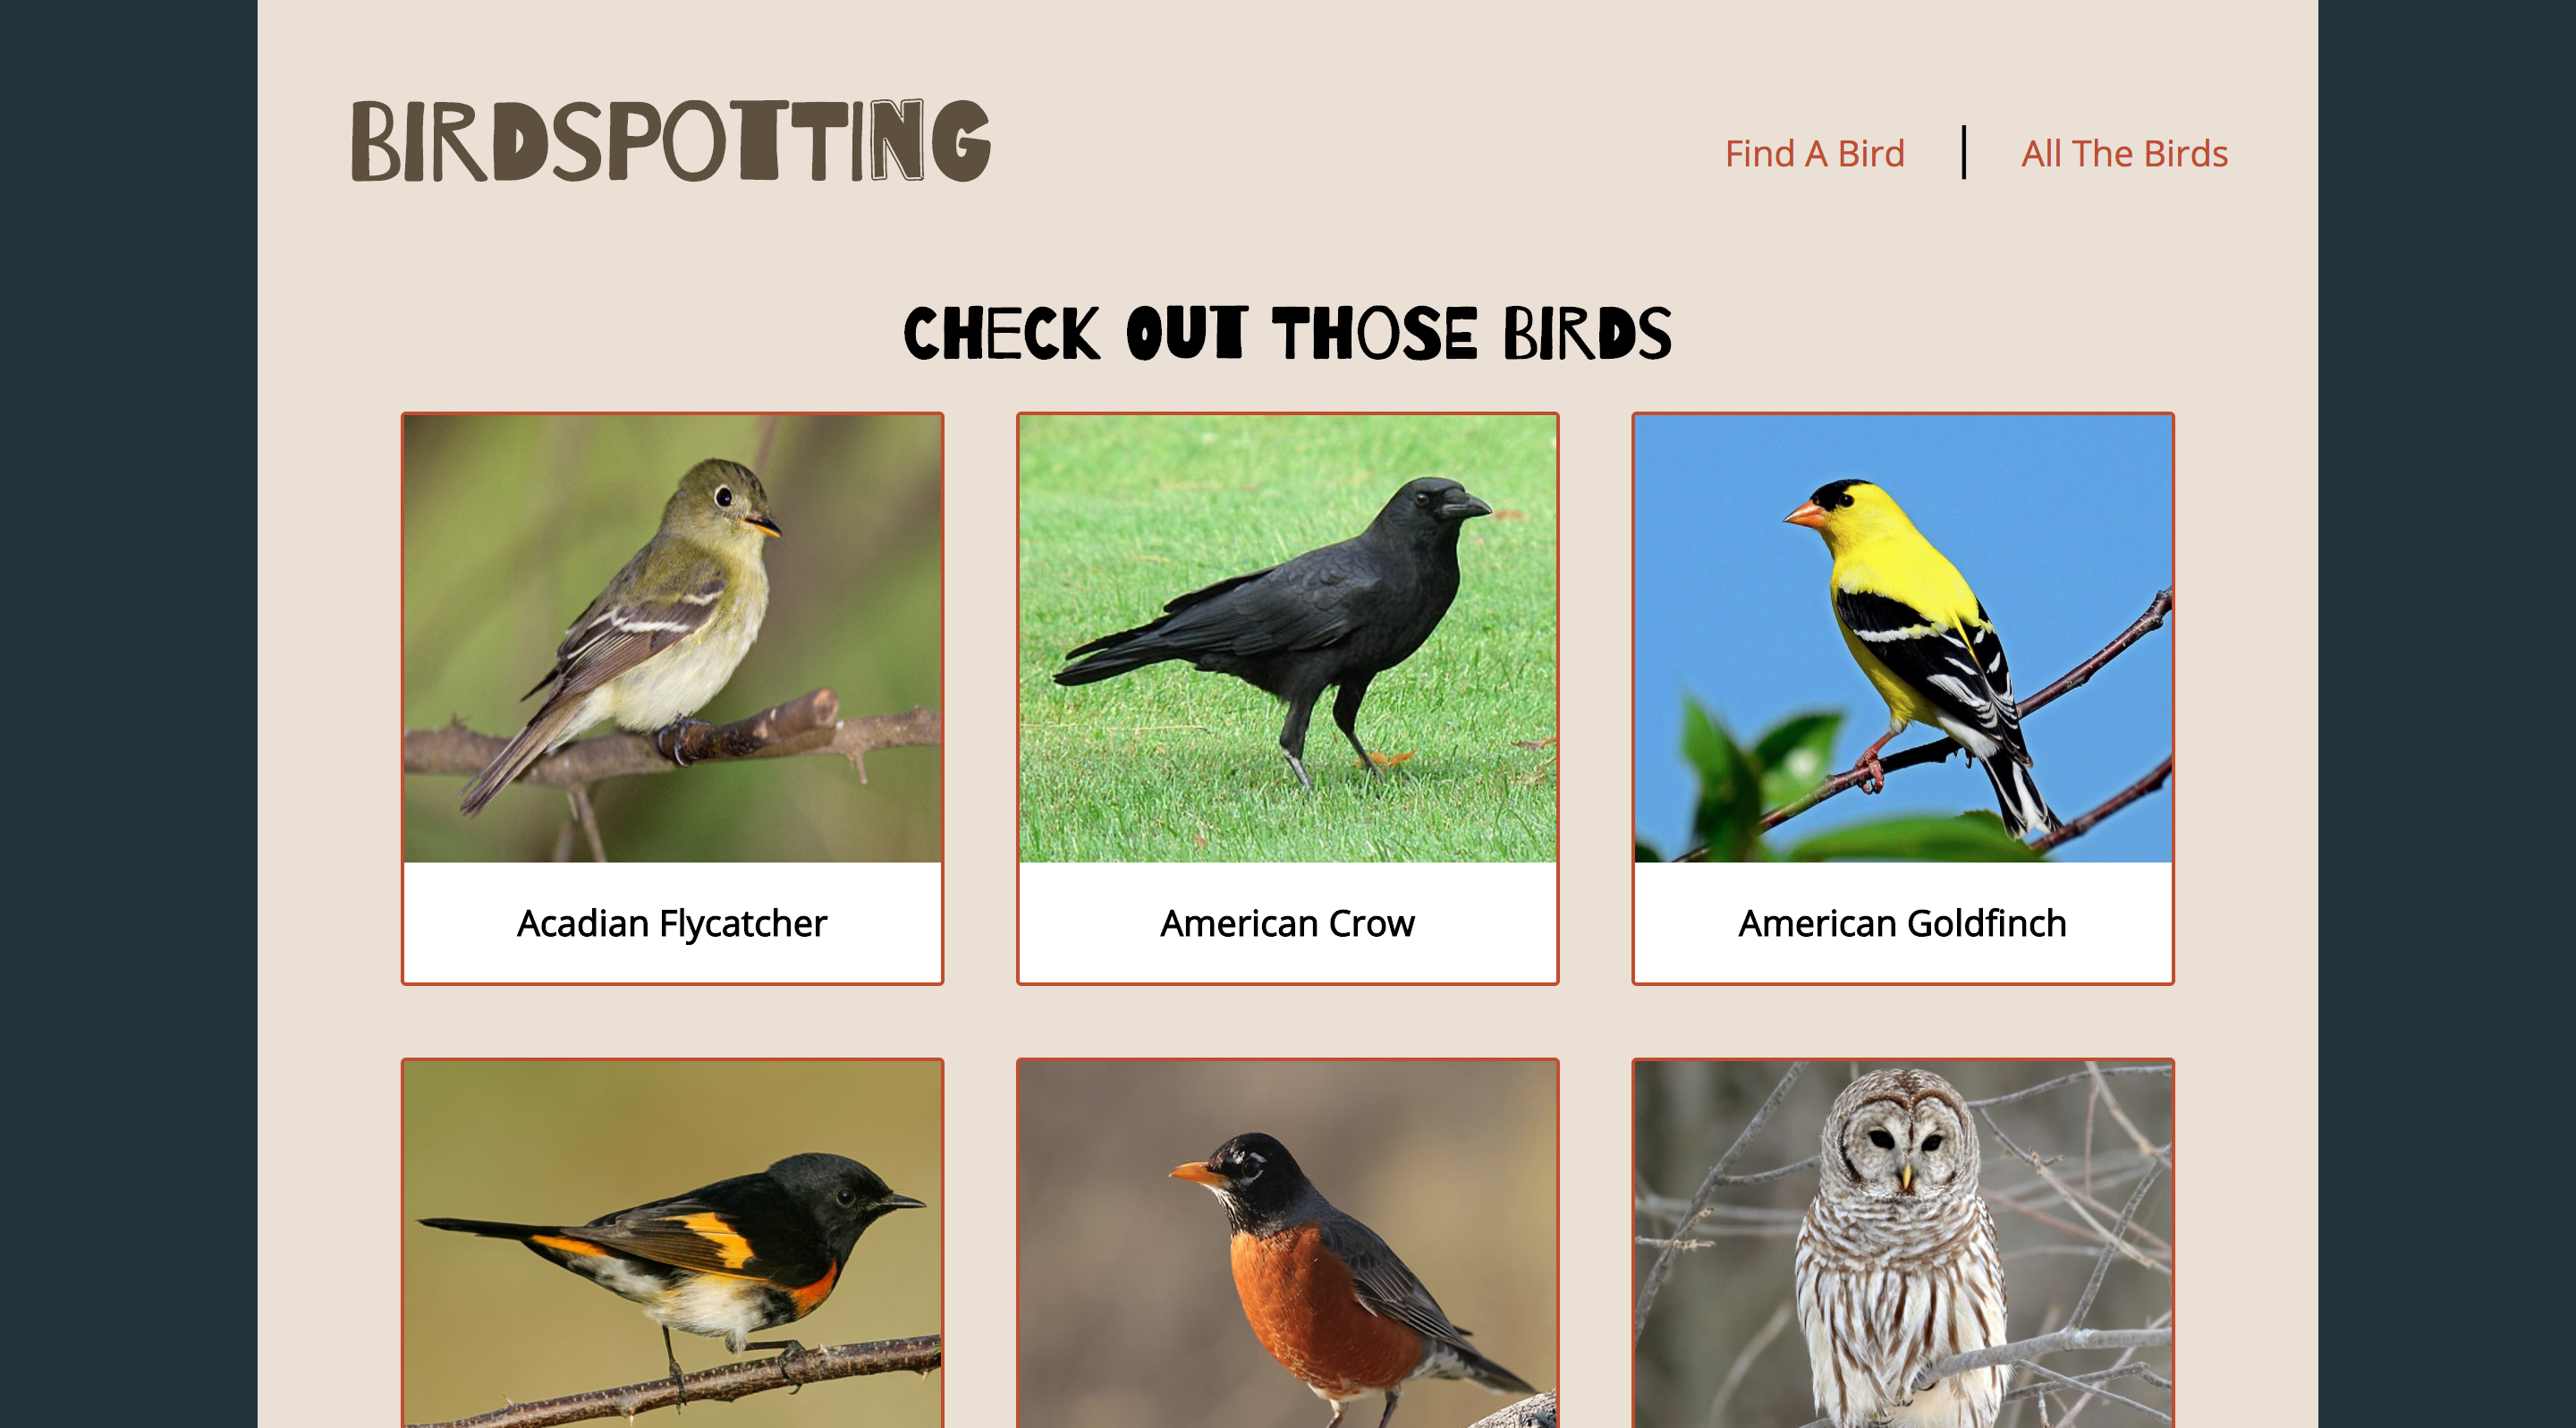 BIRDSPOTTING
Find A Bird | All The Birds
CHECK OUT THOSE BIRDS
Acadian Flycatcher
American Crow
American Goldfinch